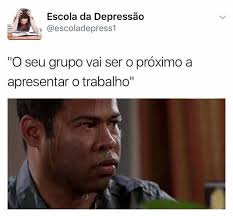 Escola da Depressão
@escoladepress1
"O seu grupo vai ser o próximo a
apresentar o trabalho"